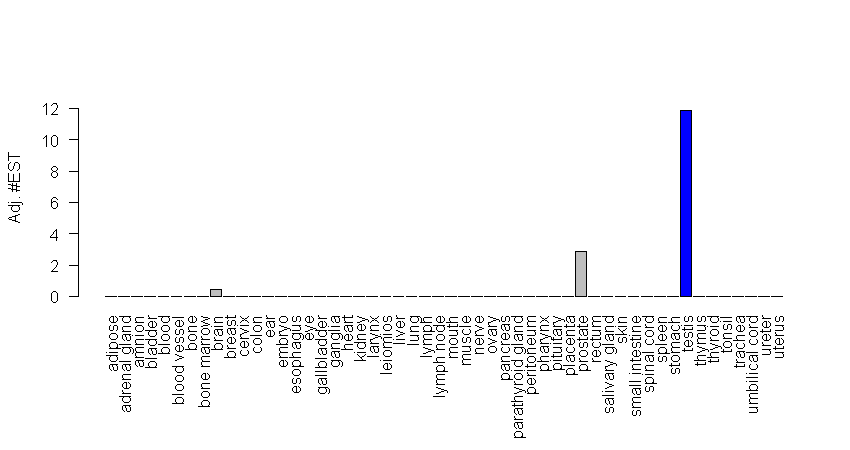 Adj. #EST
12
10
8
6
4
2
0
adipose
adrenal gland
amnion
bladder
blood
blood vessel
bone
bone marrow
brain
breast
cervix
colon
ear
embryo
esophagus
eye
gallbladder
ganglia
heart
kidney
larynx
leiomios
liver
lung
lymph
lymph node
mouth
muscle
nerve
ovary
pancreas
parathyroid gland
peritoneum
pharynx
pituitary
placenta
prostate
rectum
salivary gland
skin
small intestine
spinal cord
spleen
stomach
testis
thymus
thyroid
tonsil
trachea
umbilical cord
ureter
uterus